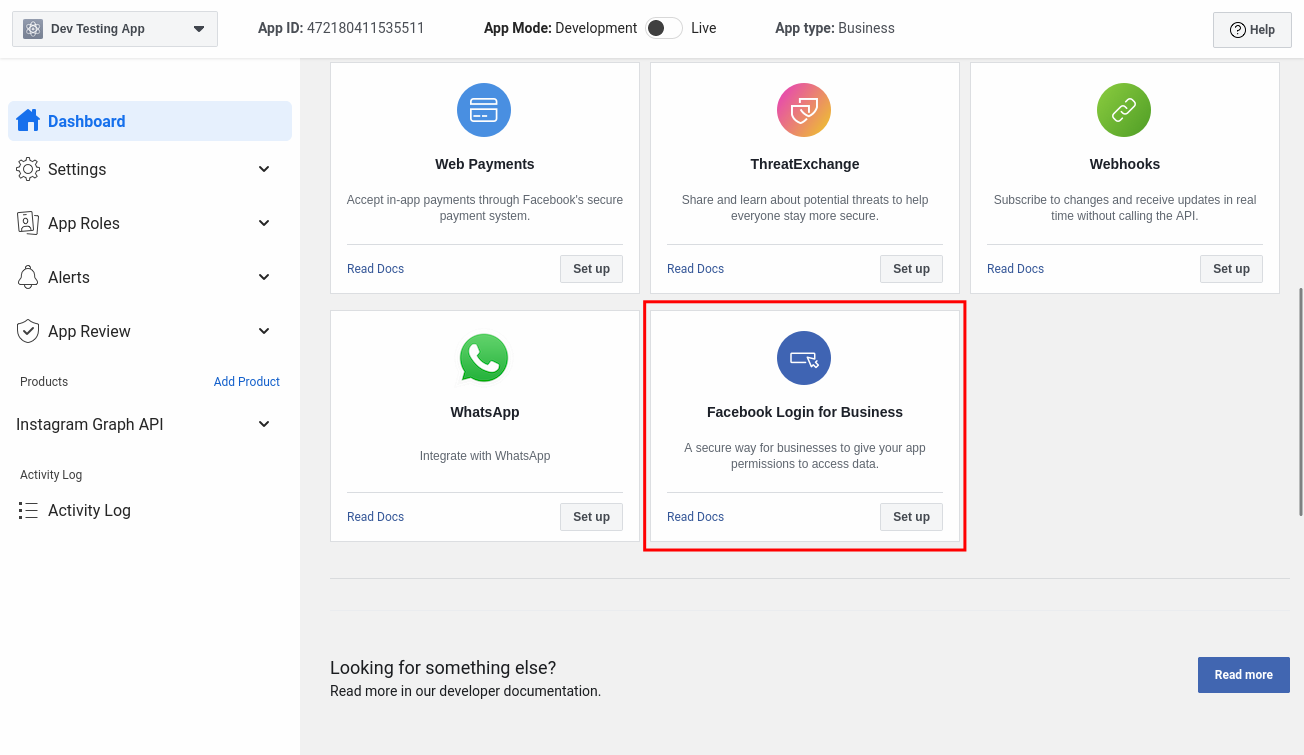 Dev Testing App
App ID: 472180411535511
App Mode: Development
Live
App type: Business
Help
Dashboard
Settings
App Roles
Alerts
App Review
Products
Add Product
Instagram Graph API
Activity Log
Activity Log
Web Payments
Accept in-app payments through Facebook's secure
payment system.
Read Docs
Set up
ThreatExchange
Share and learn about potential threats to help
everyone stay more secure.
Read Docs
Set up
Webhooks
Subscribe to changes and receive updates in real
time without calling the API.
Read Docs
Set up
WhatsApp
Integrate with WhatsApp
Read Docs
Set up
Facebook Login for Business
A secure way for businesses to give your app
permissions to access data.
Read Docs
Set up
Looking for something else?
Read more in our developer documentation.
Read more